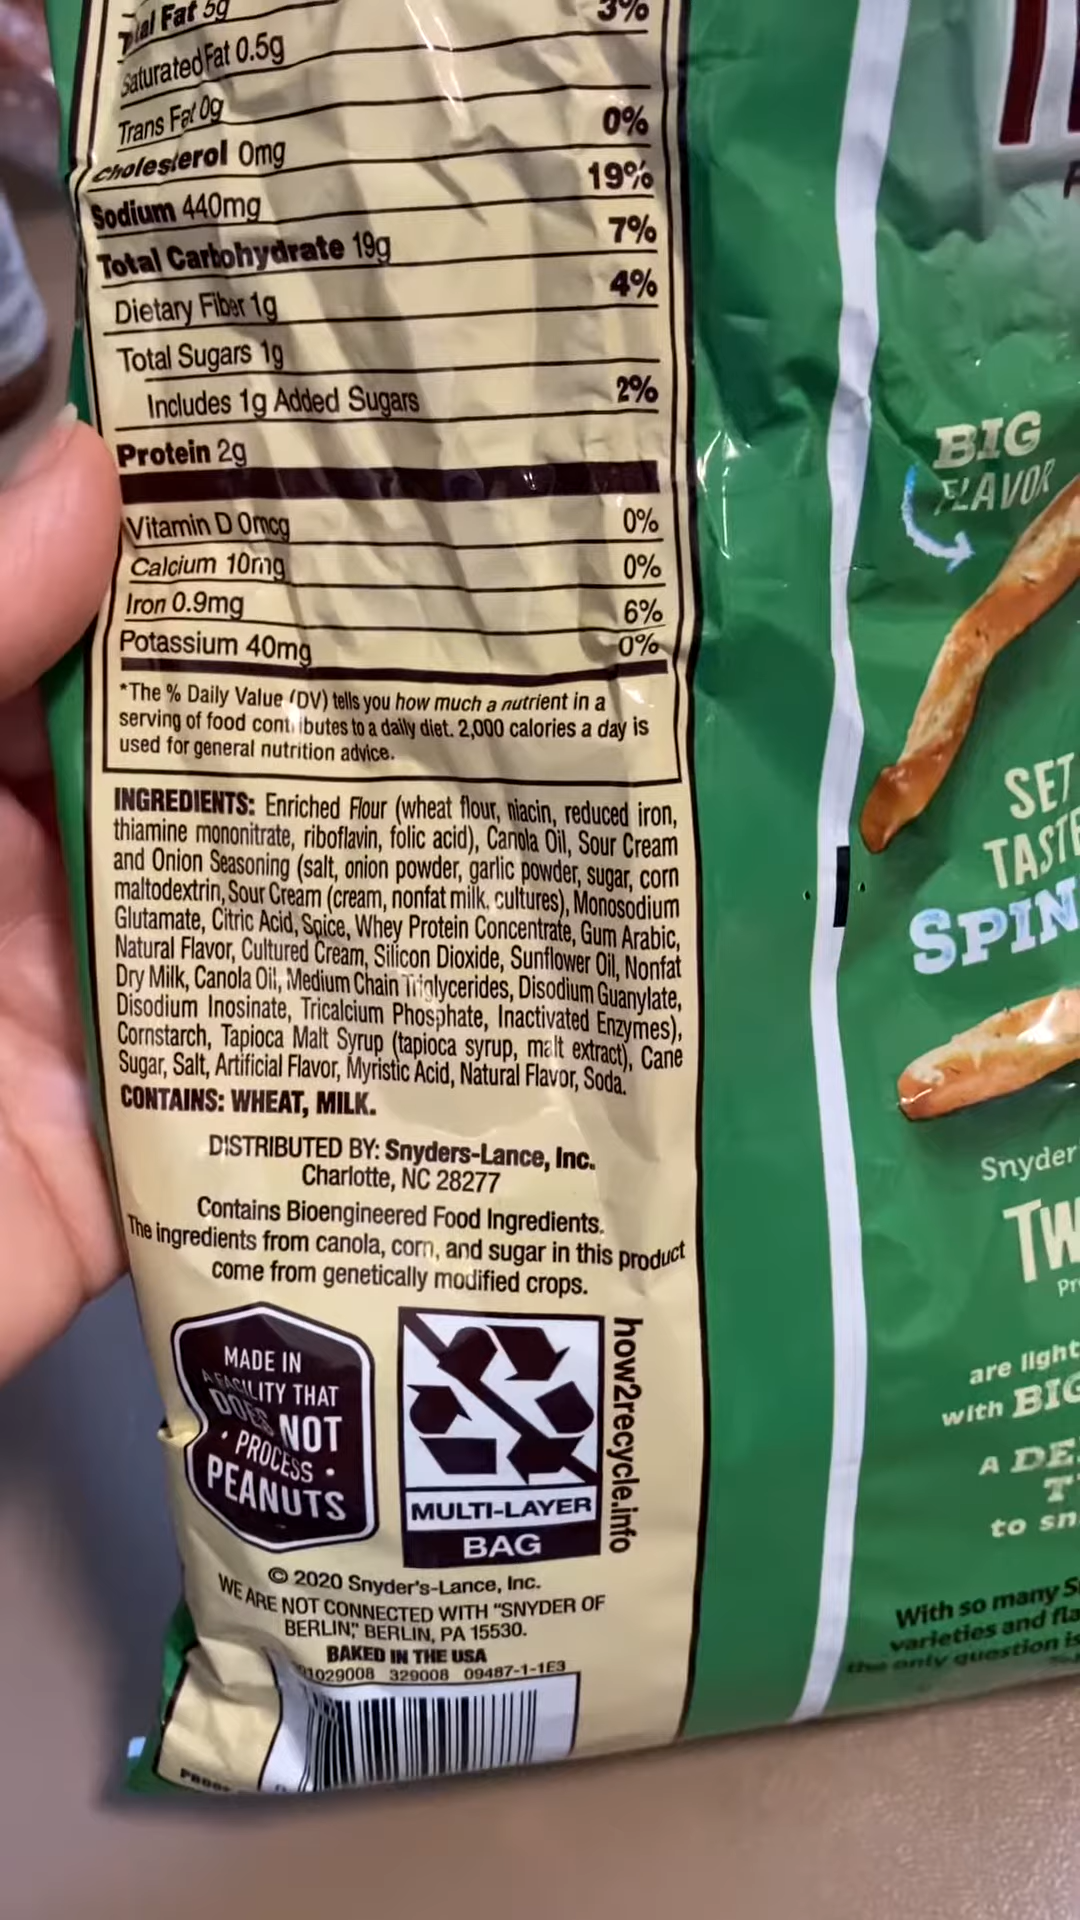 Total Fat 5g
Saturated Fat 0.5g 3%
Trans Fat 0g
Cholesterol 0mg 0%
Sodium 440mg 19%
Total Carbohydrate 19g 7%
Dietary Fiber 1g 4%
Total Sugars 1g
Includes 1g Added Sugars 2%
Protein 2g
Vitamin D 0mcg 0%
Calcium 10mg 0%
Iron 0.9mg 6%
Potassium 40mg 0%
*The % Daily Value (DV) tells you how much a nutrient in a
serving of food contributes to a daily diet. 2,000 calories a day is
used for general nutrition advice.
INGREDIENTS: Enriched Flour (wheat flour, niacin, reduced iron,
thiamine mononitrate, riboflavin, folic acid), Canola Oil, Sour Cream
and Onion Seasoning (salt, onion powder, garlic powder, sugar, corn
maltodextrin, Sour Cream (cream, nonfat milk, cultures), Monosodium
Glutamate, Citric Acid, Spice, Whey Protein Concentrate, Gum Arabic,
Natural Flavor, Cultured Cream, Silicon Dioxide, Sunflower Oil, Nonfat
Dry Milk, Canola Oil, Medium Chain Triglycerides, Disodium Guanylate,
Disodium Inosinate, Tricalcium Phosphate, Inactivated Enzymes),
Cornstarch, Tapioca Malt Syrup (tapioca syrup, malt extract), Cane
Sugar, Salt, Artificial Flavor, Myristic Acid, Natural Flavor, Soda.
CONTAINS: WHEAT, MILK.
DISTRIBUTED BY: Snyders-Lance, Inc.
Charlotte, NC 28277
Contains Bioengineered Food Ingredients.
The ingredients from canola, corn, and sugar in this product
come from genetically modified crops.
MADE IN
A FACILITY THAT
DOES NOT
• PROCESS •
PEANUTS
MULTI-LAYER
BAG
how2recycle.info
© 2020 Snyder's-Lance, Inc.
WE ARE NOT CONNECTED WITH "SNYDER OF
BERLIN," BERLIN, PA 15530.
BAKED IN THE USA
1029008 329008 09487-1-1E3
BIG
FLAVOR
SET
TAST
SPIN
Snyder
TW
Pr
are light
with BIG
A DE
T
to sn
With so many S
varieties and fla
the only question is